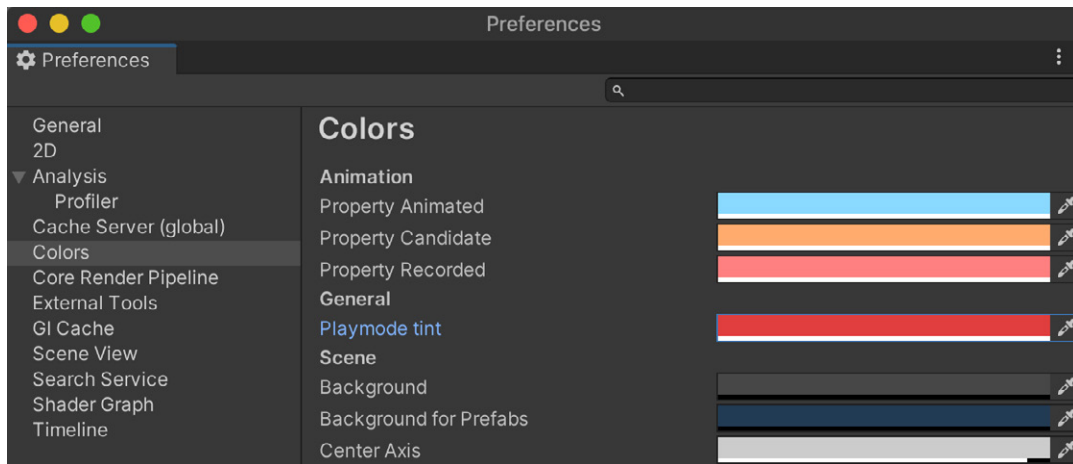 Preferences
Preferences
General
2D
Analysis
Profiler
Cache Server (global)
Colors
Core Render Pipeline
External Tools
GI Cache
Scene View
Search Service
Shader Graph
Timeline
Colors
Animation
Property Animated
Property Candidate
Property Recorded
General
Playmode tint
Scene
Background
Background for Prefabs
Center Axis